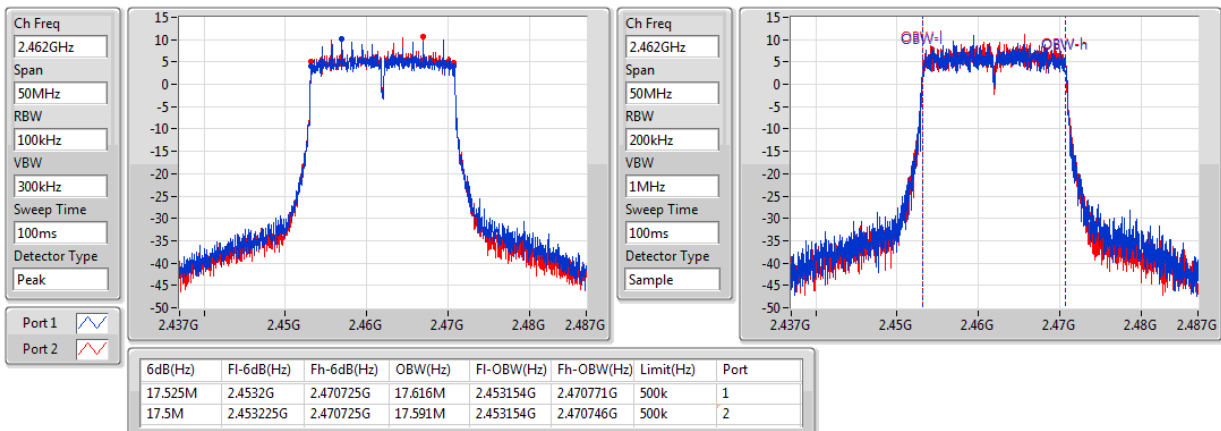 Ch Freq
2.462GHz
Span
50MHz
RBW
100kHz
VBW
300kHz
Sweep Time
100ms
Detector Type
Peak
Port 1
Port 2
15
10
5
0
-5
-10
-15
-20
-25
-30
-35
-40
-45
-50
2.437G 2.45G 2.46G 2.47G 2.48G 2.487G
Ch Freq
2.462GHz
Span
50MHz
RBW
200kHz
VBW
1MHz
Sweep Time
100ms
Detector Type
Sample
15
10
5
0
-5
-10
-15
-20
-25
-30
-35
-40
-45
-50
OBW-l
OBW-h
2.437G 2.45G 2.46G 2.47G 2.48G 2.487G
6dB(Hz) Fl-6dB(Hz) Fh-6dB(Hz) OBW(Hz) Fl-OBW(Hz) Fh-OBW(Hz) Limit(Hz) Port
17.525M 2.4532G 2.470725G 17.616M 2.453154G 2.470771G 500k 1
17.5M 2.453225G 2.470725G 17.591M 2.453154G 2.470746G 500k 2